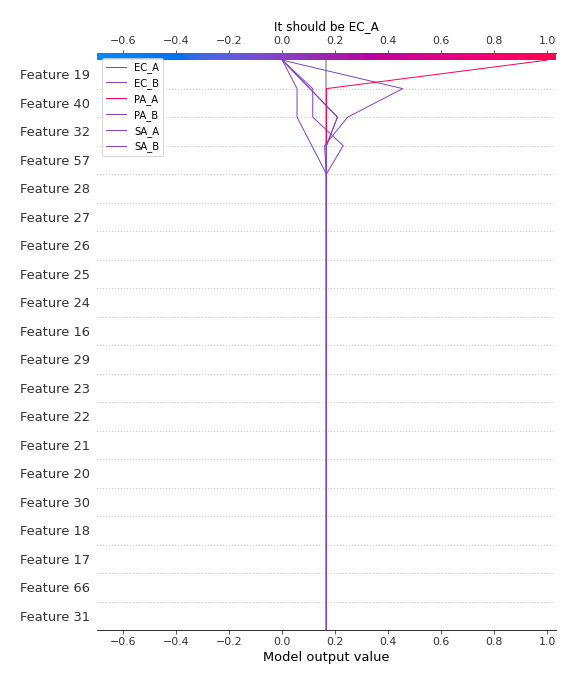 It should be EC_A
−0.6 −0.4 −0.2 0.0 0.2 0.4 0.6 0.8 1.0
EC_A
EC_B
PA_A
PA_B
SA_A
SA_B
Feature 19
Feature 40
Feature 32
Feature 57
Feature 28
Feature 27
Feature 26
Feature 25
Feature 24
Feature 16
Feature 29
Feature 23
Feature 22
Feature 21
Feature 20
Feature 30
Feature 18
Feature 17
Feature 66
Feature 31
−0.6 −0.4 −0.2 0.0 0.2 0.4 0.6 0.8 1.0
Model output value